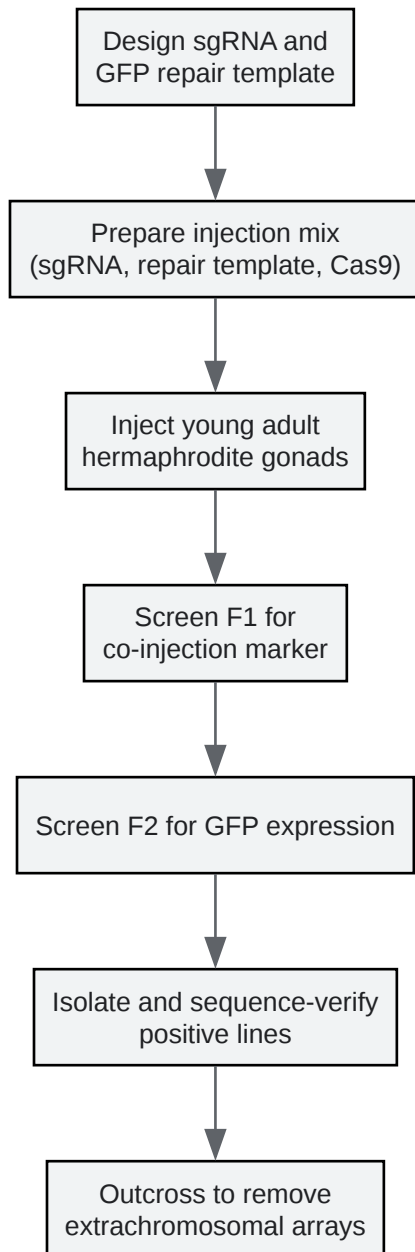 Design sgRNA and
GFP repair template
Prepare injection mix
(sgRNA, repair template, Cas9)
Inject young adult
hermaphrodite gonads
Screen F1 for
co-injection marker
Screen F2 for GFP expression
Isolate and sequence-verify
positive lines
Outcross to remove
extrachromosomal arrays